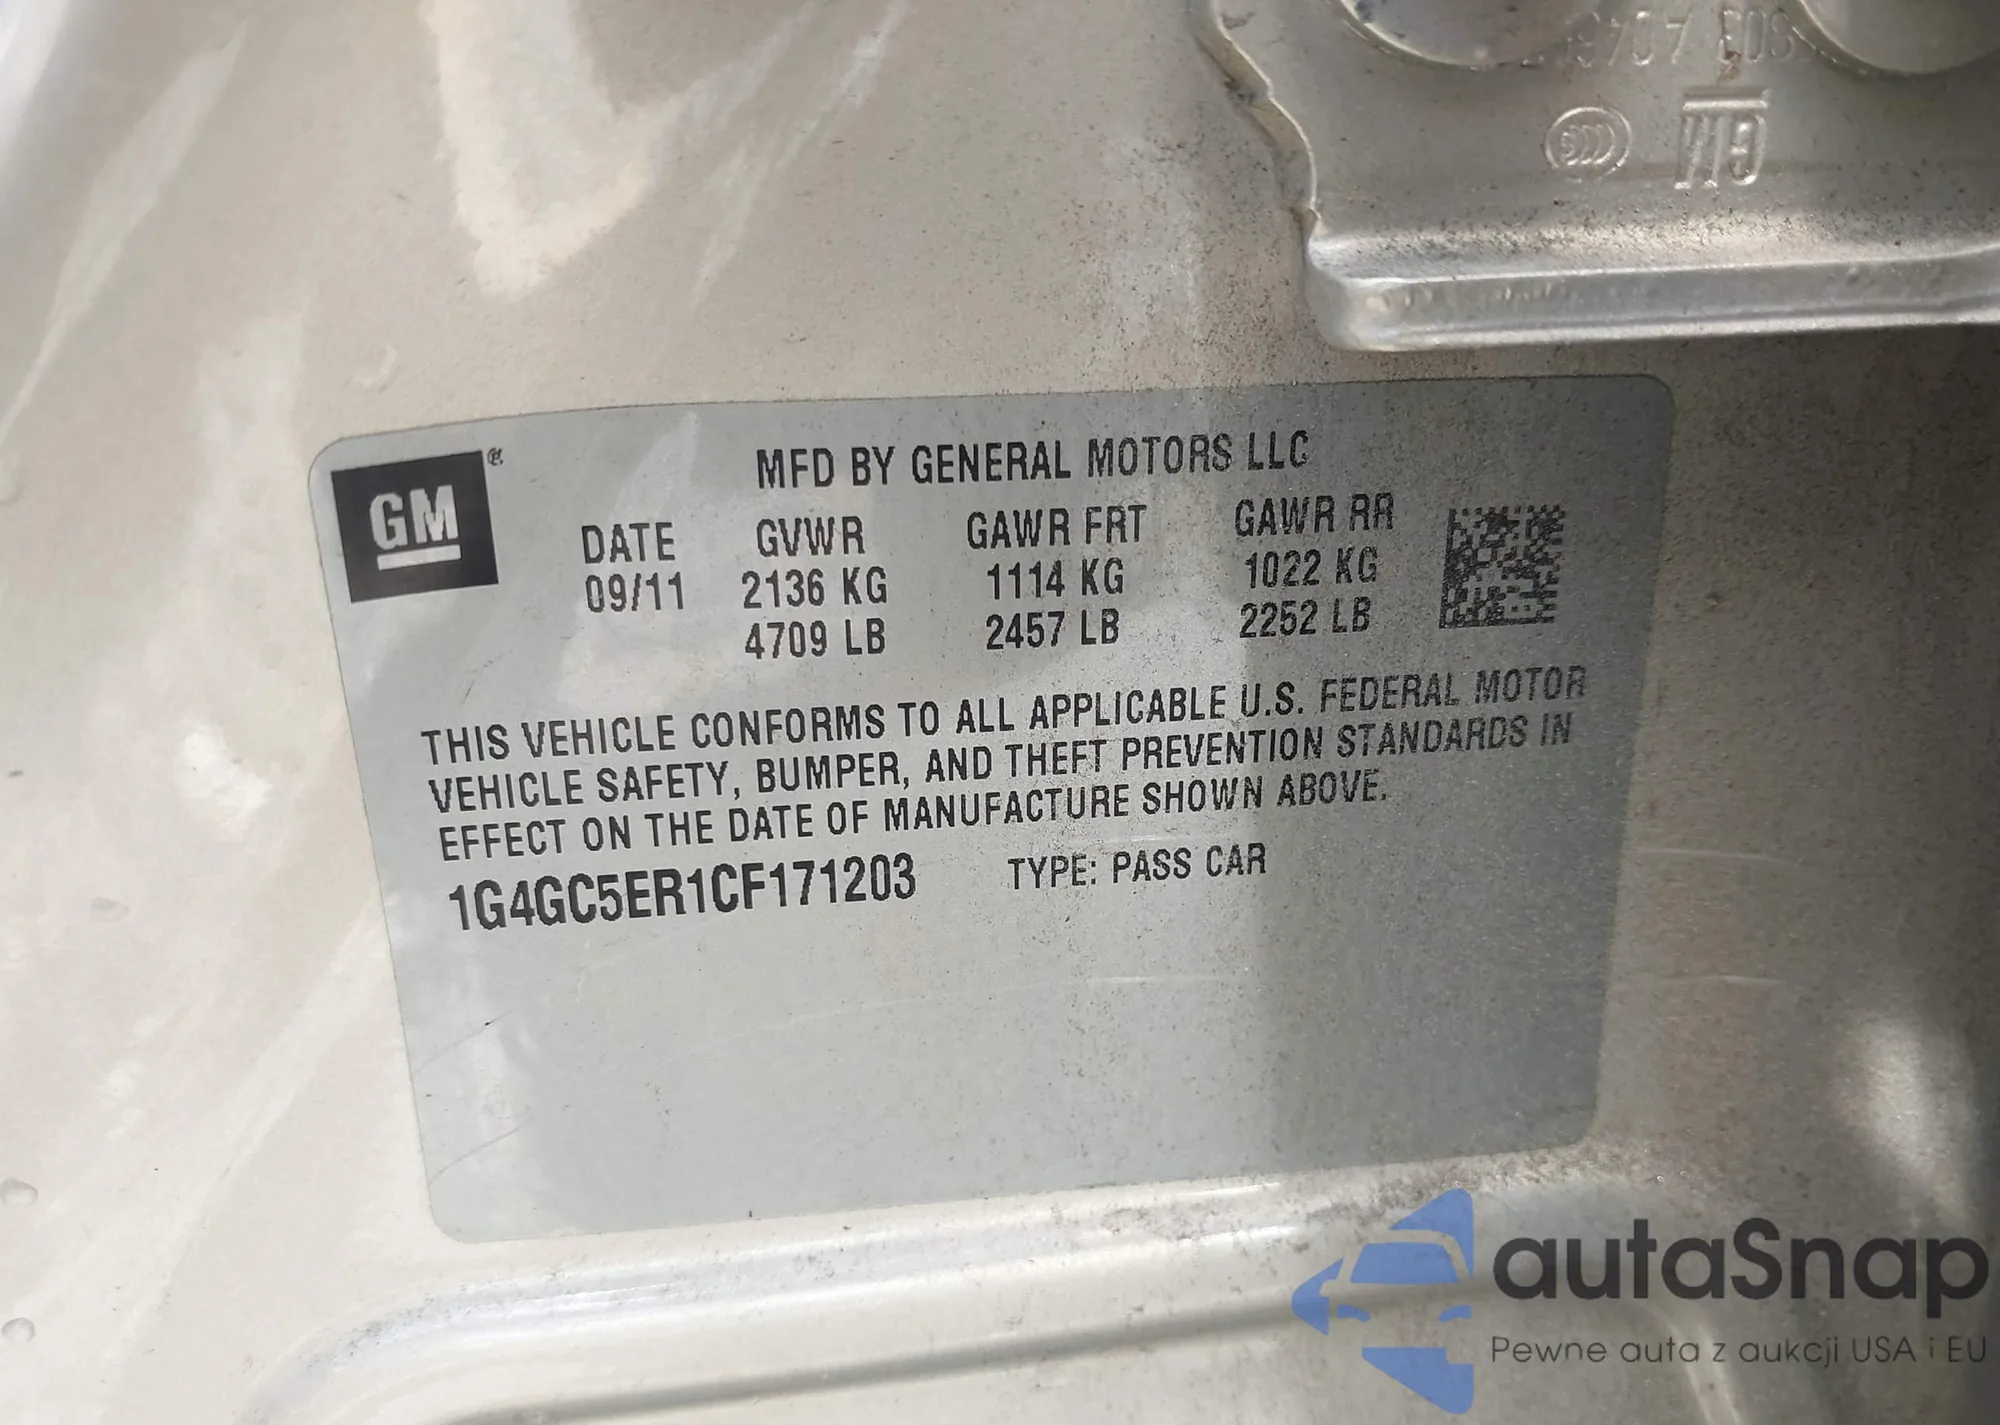 GM
MFD BY GENERAL MOTORS LLC
DATE GVWR GAWR FRT GAWR RR
09/11 2136 KG 1114 KG 1022 KG
4709 LB 2457 LB 2252 LB
THIS VEHICLE CONFORMS TO ALL APPLICABLE U.S. FEDERAL MOTOR
VEHICLE SAFETY, BUMPER, AND THEFT PREVENTION STANDARDS IN
EFFECT ON THE DATE OF MANUFACTURE SHOWN ABOVE.
1G4GC5ER1CF171203 TYPE: PASS CAR
autaSnap
Pewne auta z aukcji USA i EU